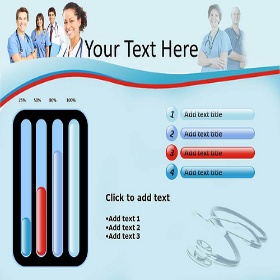 Your Text Here
25% 50% 80% 100%
1 Add text title
2 Add text title
3 Add text title
4 Add text title
Click to add text
•Add text 1
•Add text 2
•Add text 3